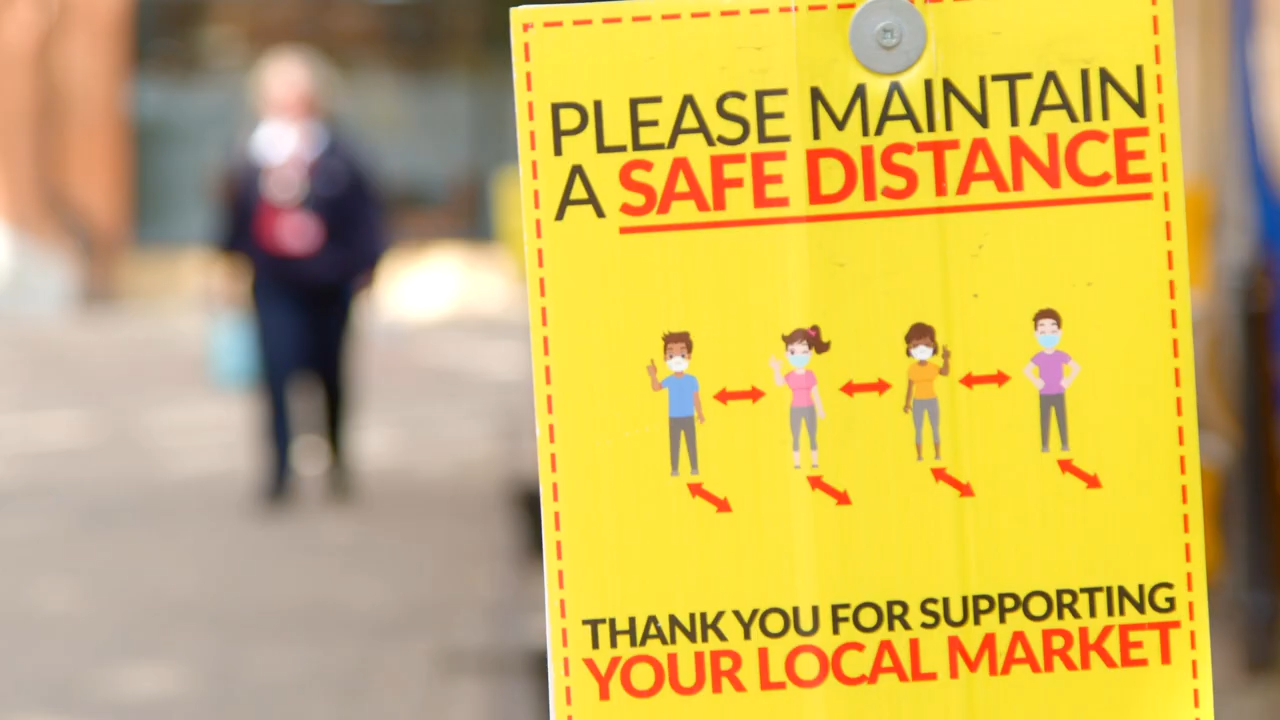 PLEASE MAINTAIN
A SAFE DISTANCE
THANK YOU FOR SUPPORTING
YOUR LOCAL MARKET